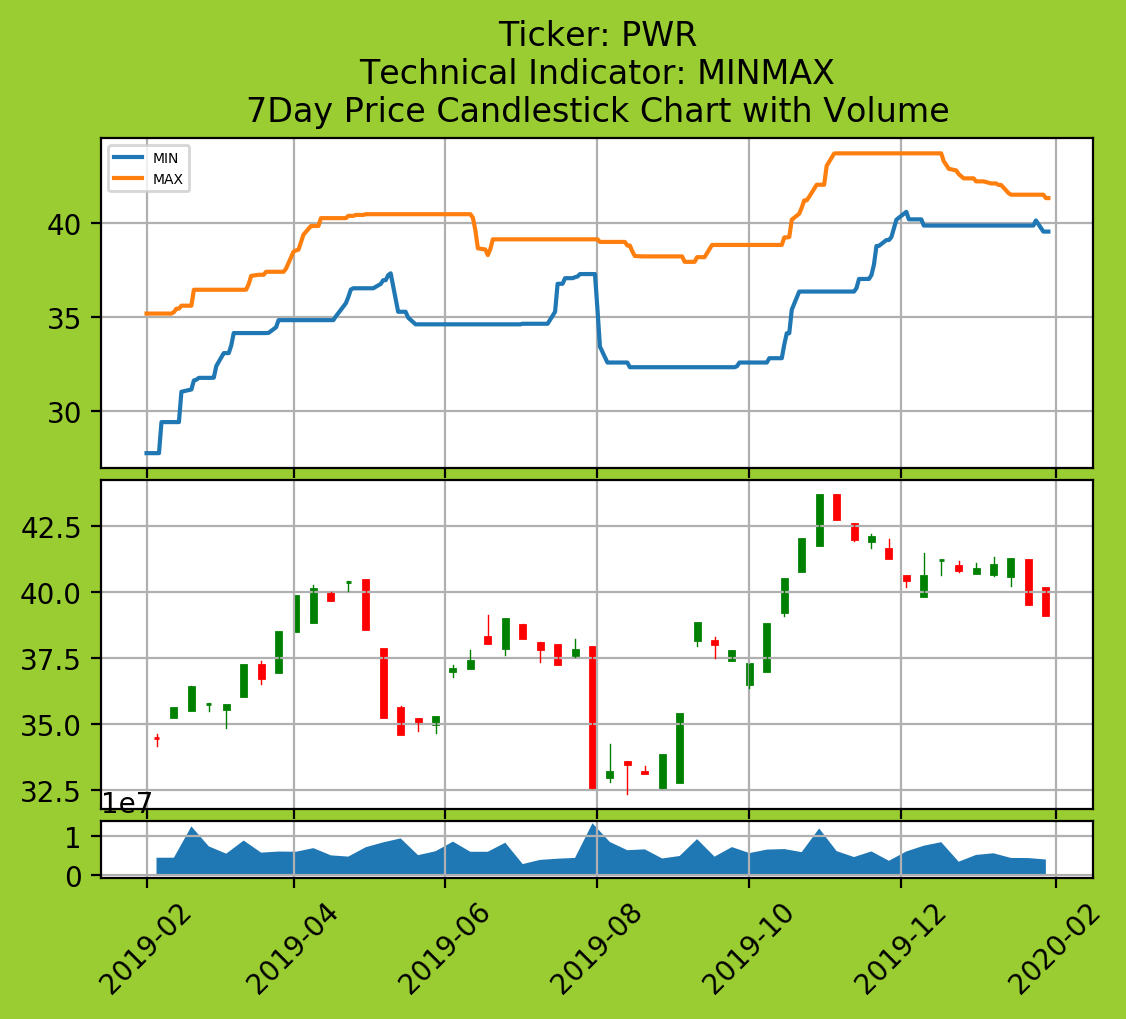 Ticker: PWR
Technical Indicator: MINMAX
7Day Price Candlestick Chart with Volume
MIN
MAX
40
35
30
42.5
40.0
37.5
35.0
32.5
1e7
1
0
2019-02
2019-04
2019-06
2019-08
2019-10
2019-12
2020-02